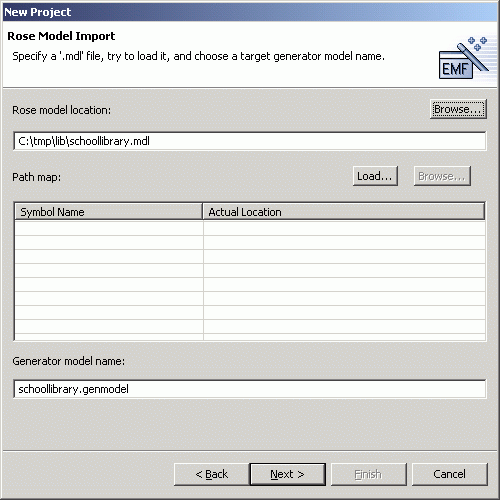 New Project
Rose Model Import
Specify a '.mdl' file, try to load it, and choose a target generator model name.
EMF
Rose model location:
Browse...
C:\tmp\lib\schoollibrary.mdl
Path map:
Load...
Browse...
Symbol Name
Actual Location
Generator model name:
schoollibrary.genmodel
< Back
Next >
Finish
Cancel